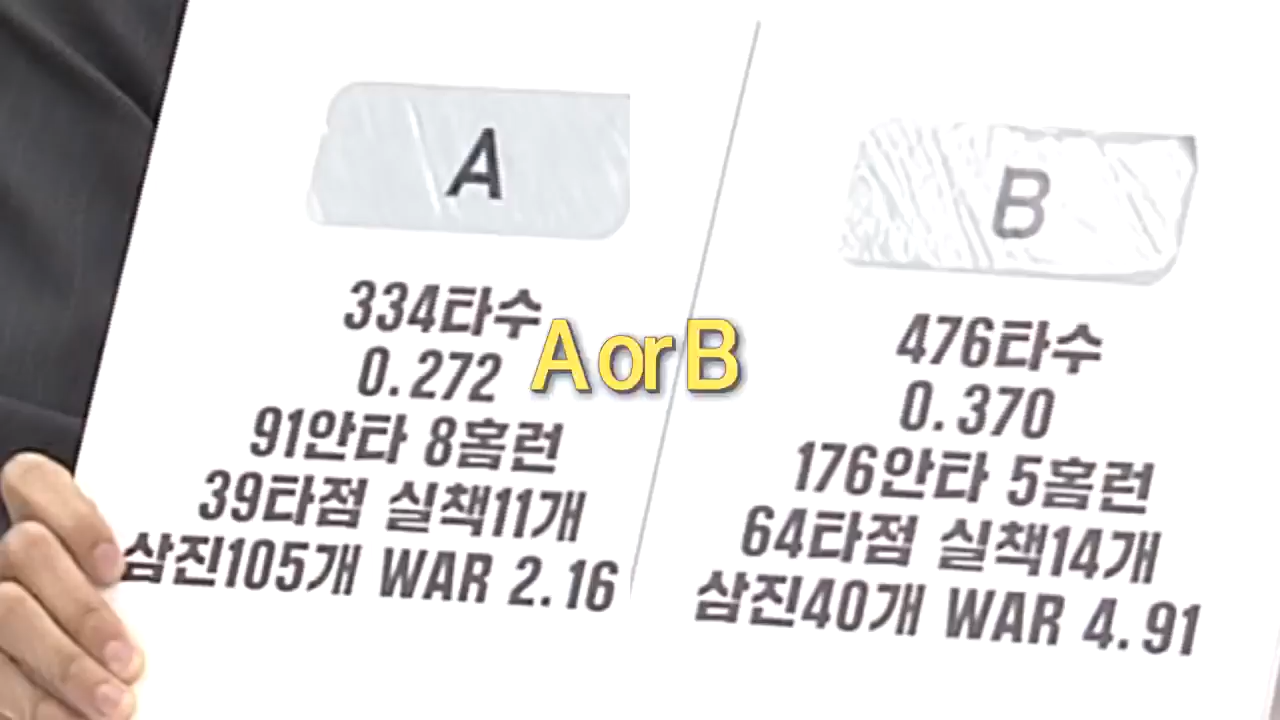 A
334타수
0.272
91안타 8홈런
39타점 실책11개
삼진105개 WAR 2.16
A or B
B
476타수
0.370
176안타 5홈런
64타점 실책14개
삼진40개 WAR 4.91